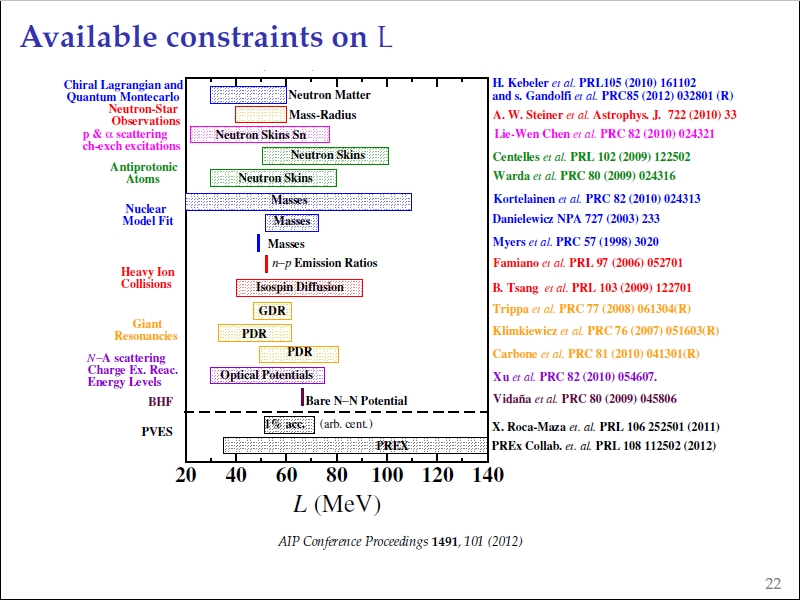 Available constraints on L
Chiral Lagrangian and
Quantum Montecarlo
Neutron Matter
H. Kebeler et al. PRL105 (2010) 161102
and s. Gandolfi et al. PRC85 (2012) 032801 (R)
Neutron-Star
Observations
Mass-Radius
A. W. Steiner et al. Astrophys. J. 722 (2010) 33
p & α scattering
ch-exch excitations
Neutron Skins Sn
Lie-Wen Chen et al. PRC 82 (2010) 024321
Antiprotonic
Atoms
Neutron Skins
Centelles et al. PRL 102 (2009) 122502
Neutron Skins
Warda et al. PRC 80 (2009) 024316
Nuclear
Model Fit
Masses
Kortelainen et al. PRC 82 (2010) 024313
Masses
Danielewicz NPA 727 (2003) 233
Masses
Myers et al. PRC 57 (1998) 3020
Heavy Ion
Collisions
n–p Emission Ratios
Famiano et al. PRL 97 (2006) 052701
Isospin Diffusion
B. Tsang et al. PRL 103 (2009) 122701
Giant
Resonancies
GDR
Trippa et al. PRC 77 (2008) 061304(R)
PDR
Klimkiewicz et al. PRC 76 (2007) 051603(R)
PDR
Carbone et al. PRC 81 (2010) 041301(R)
N–A scattering
Charge Ex. Reac.
Energy Levels
Optical Potentials
Xu et al. PRC 82 (2010) 054607.
BHF
Bare N–N Potential
Vidaña et al. PRC 80 (2009) 045806
PVES
1% acc. (arb. cent.)
X. Roca-Maza et. al. PRL 106 252501 (2011)
PREX
PREx Collab. et. al. PRL 108 112502 (2012)
20 40 60 80 100 120 140
L (MeV)
AIP Conference Proceedings 1491, 101 (2012)
22